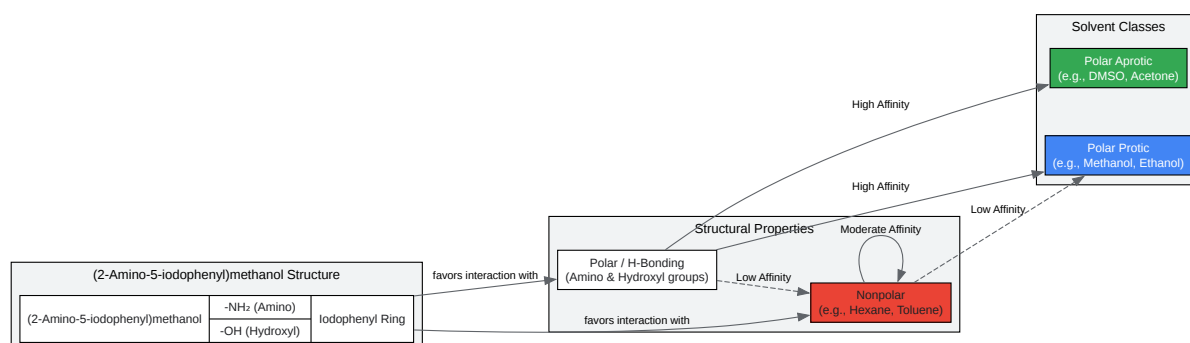 Solvent Classes
Polar Aprotic
(e.g., DMSO, Acetone)
High Affinity
Polar Protic
(e.g., Methanol, Ethanol)
High Affinity
Low Affinity
Structural Properties
Moderate Affinity
Polar / H-Bonding
(Amino & Hydroxyl groups)
Low Affinity
Nonpolar
(e.g., Hexane, Toluene)
favors interaction with
favors interaction with
(2-Amino-5-iodophenyl)methanol Structure
(2-Amino-5-iodophenyl)methanol
-NH₂ (Amino)
-OH (Hydroxyl)
Iodophenyl Ring